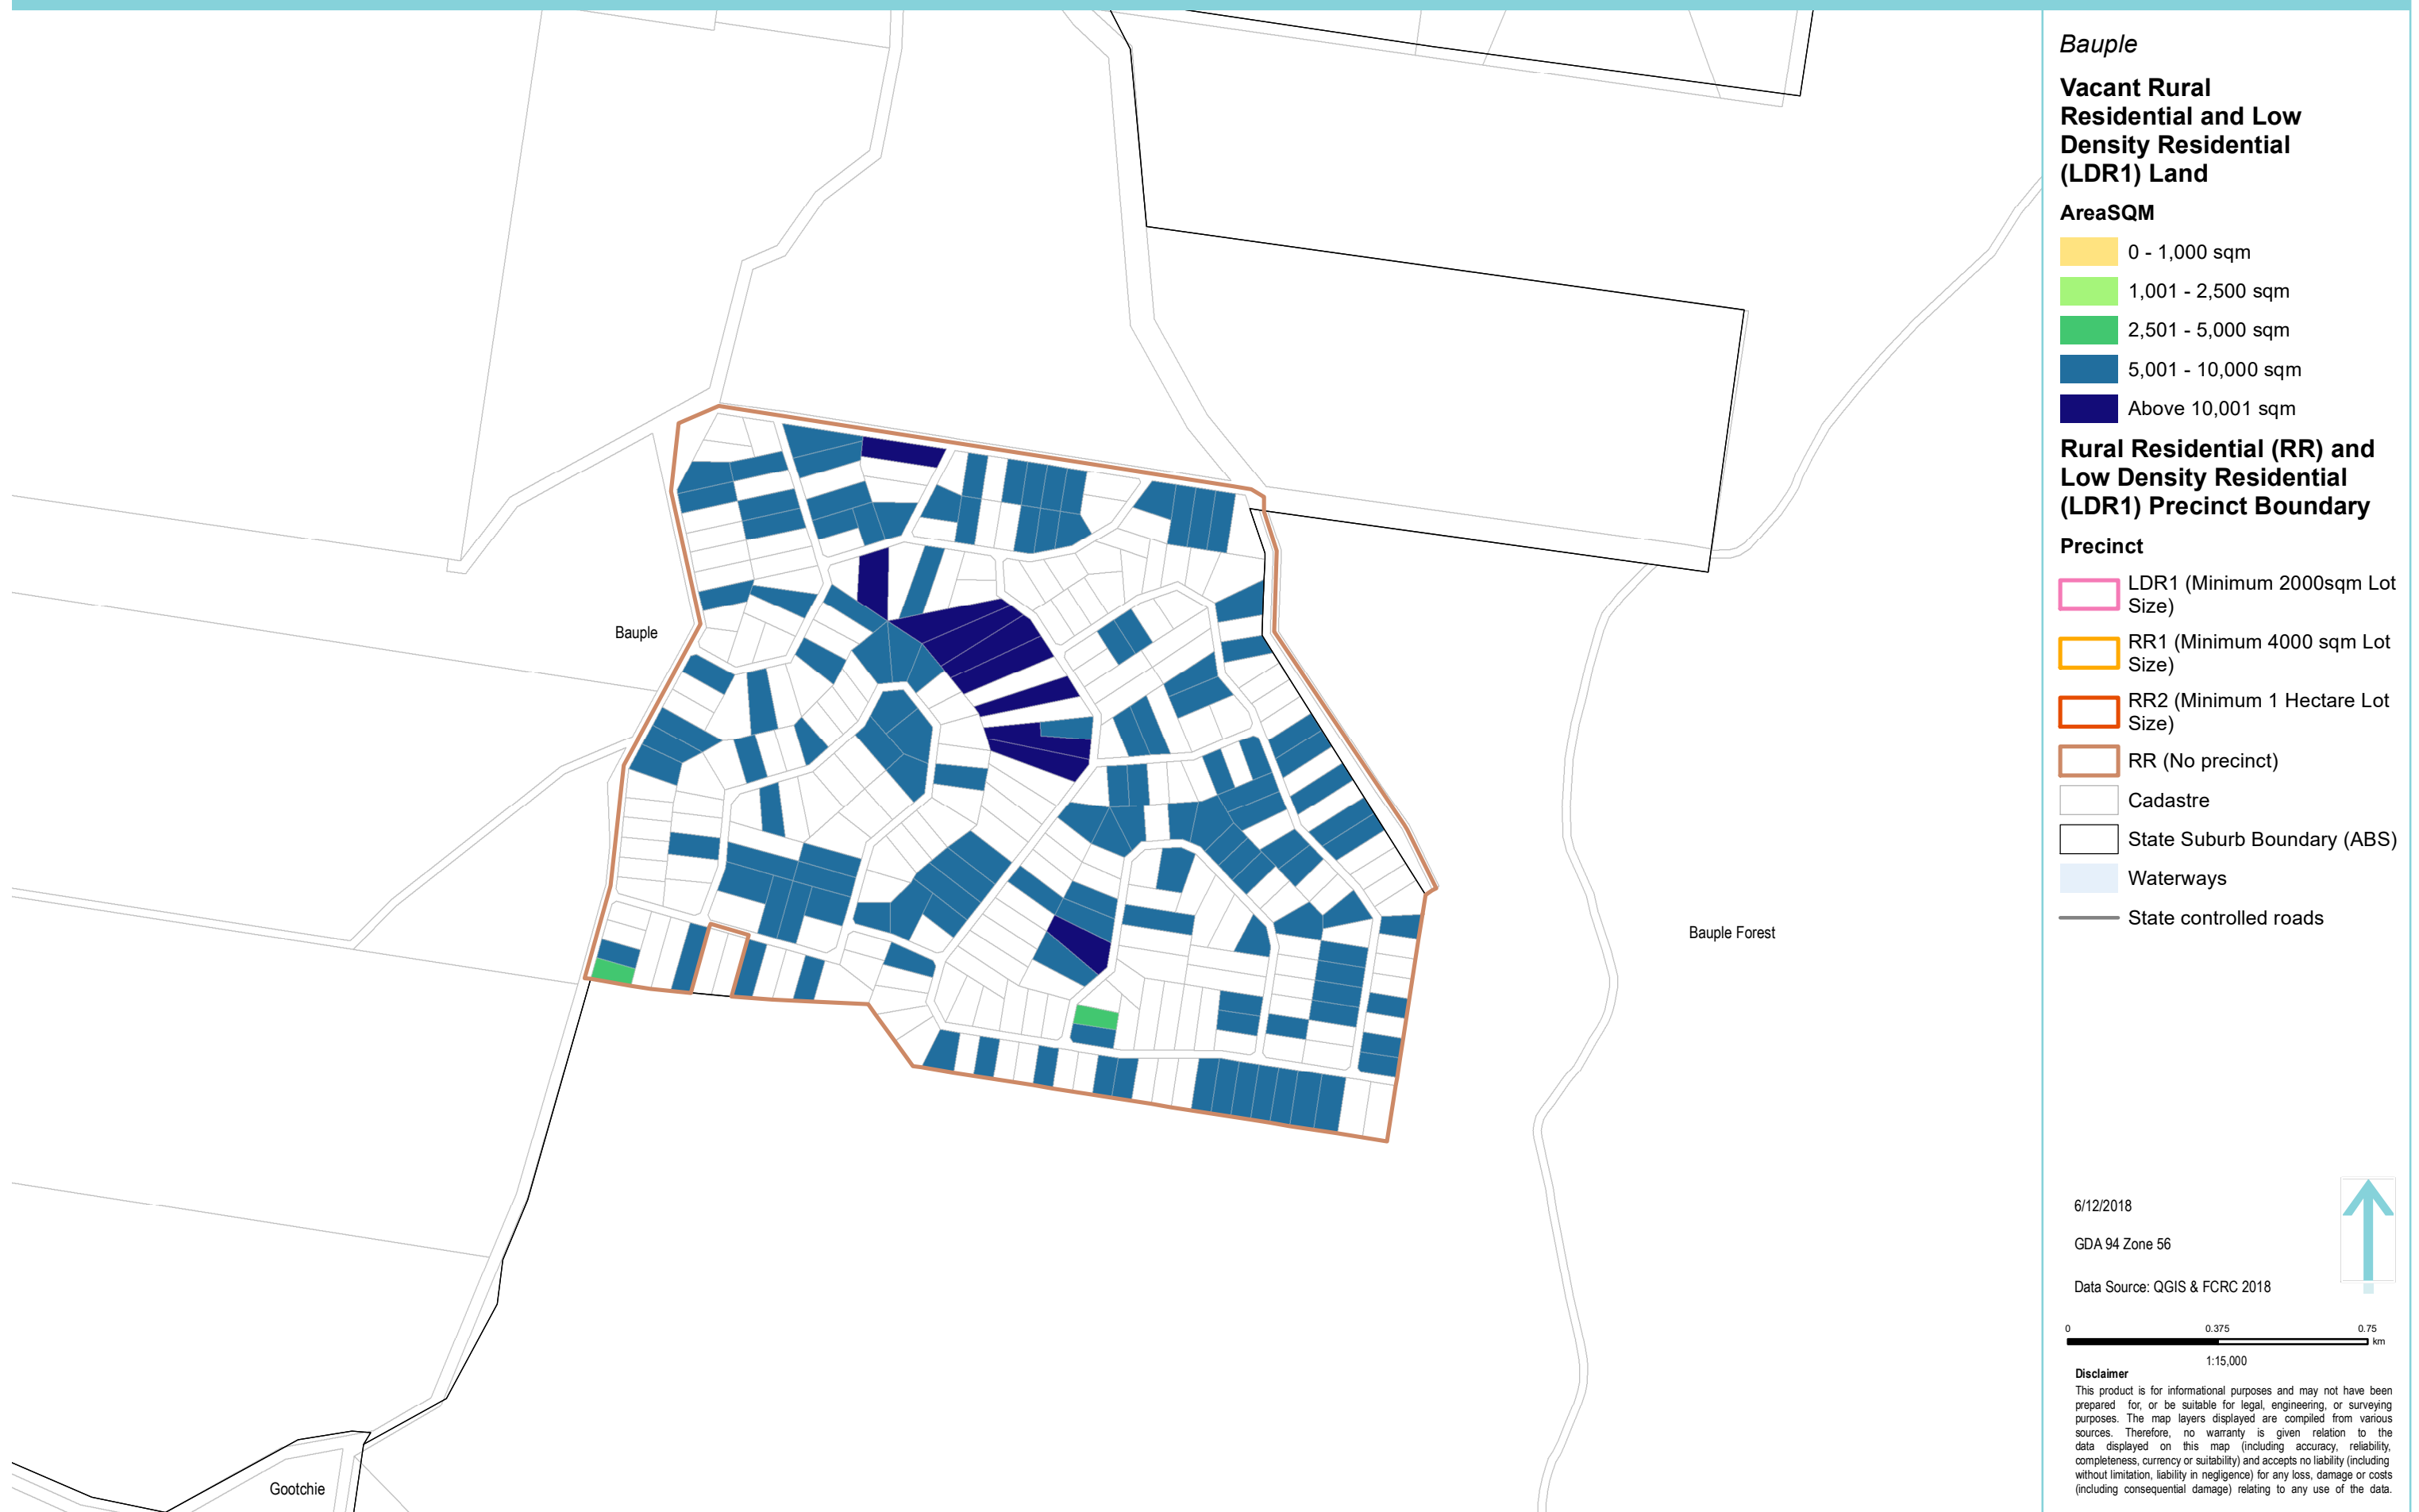 Bauple
Vacant Rural
Residential and Low
Density Residential
(LDR1) Land
AreaSQM
0 - 1,000 sqm
1,001 - 2,500 sqm
2,501 - 5,000 sqm
5,001 - 10,000 sqm
Above 10,001 sqm
Rural Residential (RR) and
Low Density Residential
(LDR1) Precinct Boundary
Precinct
LDR1 (Minimum 2000sqm Lot
Size)
RR1 (Minimum 4000 sqm Lot
Size)
RR2 (Minimum 1 Hectare Lot
Size)
RR (No precinct)
Cadastre
State Suburb Boundary (ABS)
Waterways
State controlled roads
Bauple
Bauple Forest
Gootchie
6/12/2018
GDA 94 Zone 56
Data Source: QGIS & FCRC 2018
0 0.375 0.75
km
1:15,000
Disclaimer
This product is for informational purposes and may not have been
prepared for, or be suitable for legal, engineering, or surveying
purposes. The map layers displayed are compiled from various
sources. Therefore, no warranty is given relation to the
data displayed on this map (including accuracy, reliability,
completeness, currency or suitability) and accepts no liability (including
without limitation, liability in negligence) for any loss, damage or costs
(including consequential damage) relating to any use of the data.